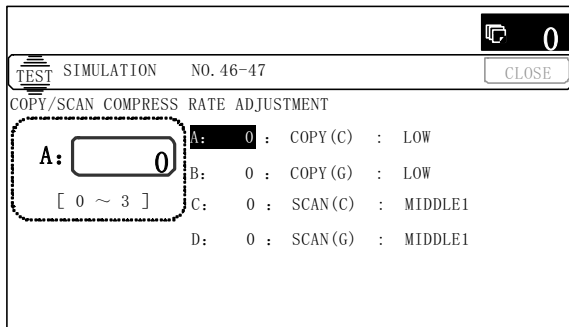 0
TEST SIMULATION NO. 46-47 CLOSE
COPY/SCAN COMPRESS RATE ADJUSTMENT
A: 0
[ 0 ~ 3 ]
A: 0 : COPY(C) : LOW
B: 0 : COPY(G) : LOW
C: 0 : SCAN(C) : MIDDLE1
D: 0 : SCAN(G) : MIDDLE1